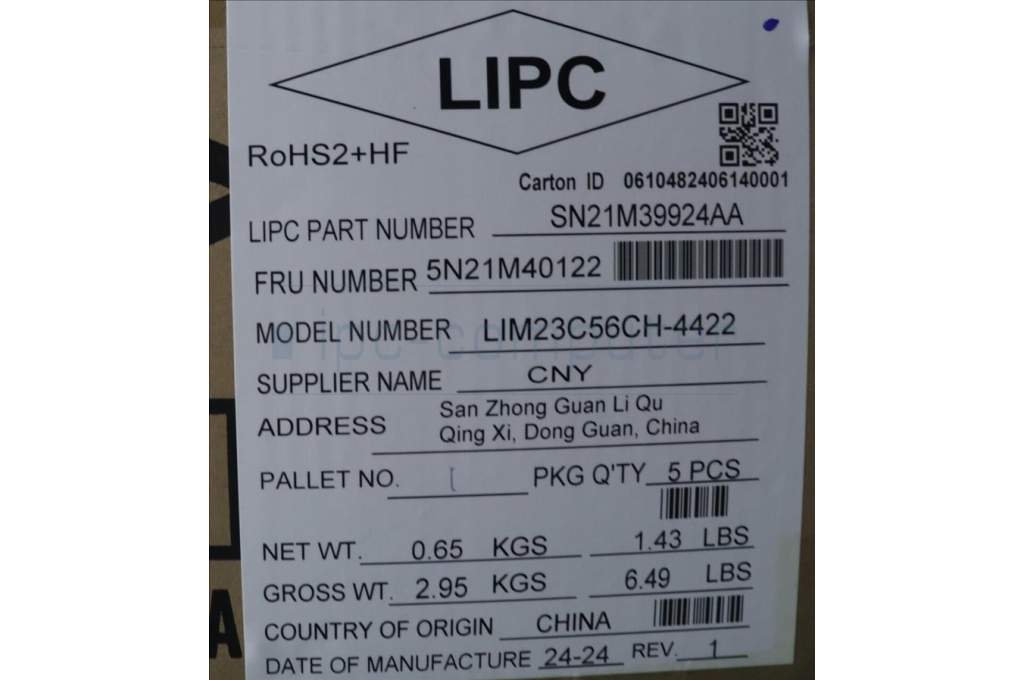 LIPC
RoHS2+HF
Carton ID 0610482406140001
LIPC PART NUMBER SN21M39924AA
FRU NUMBER 5N21M40122
MODEL NUMBER LIM23C56CH-4422
ipc-computer
SUPPLIER NAME CNY
ADDRESS San Zhong Guan Li Qu
Qing Xi, Dong Guan, China
PALLET NO. PKG Q'TY 5 PCS
NET WT. 0.65 KGS 1.43 LBS
GROSS WT. 2.95 KGS 6.49 LBS
COUNTRY OF ORIGIN CHINA
DATE OF MANUFACTURE 24-24 REV. 1
A